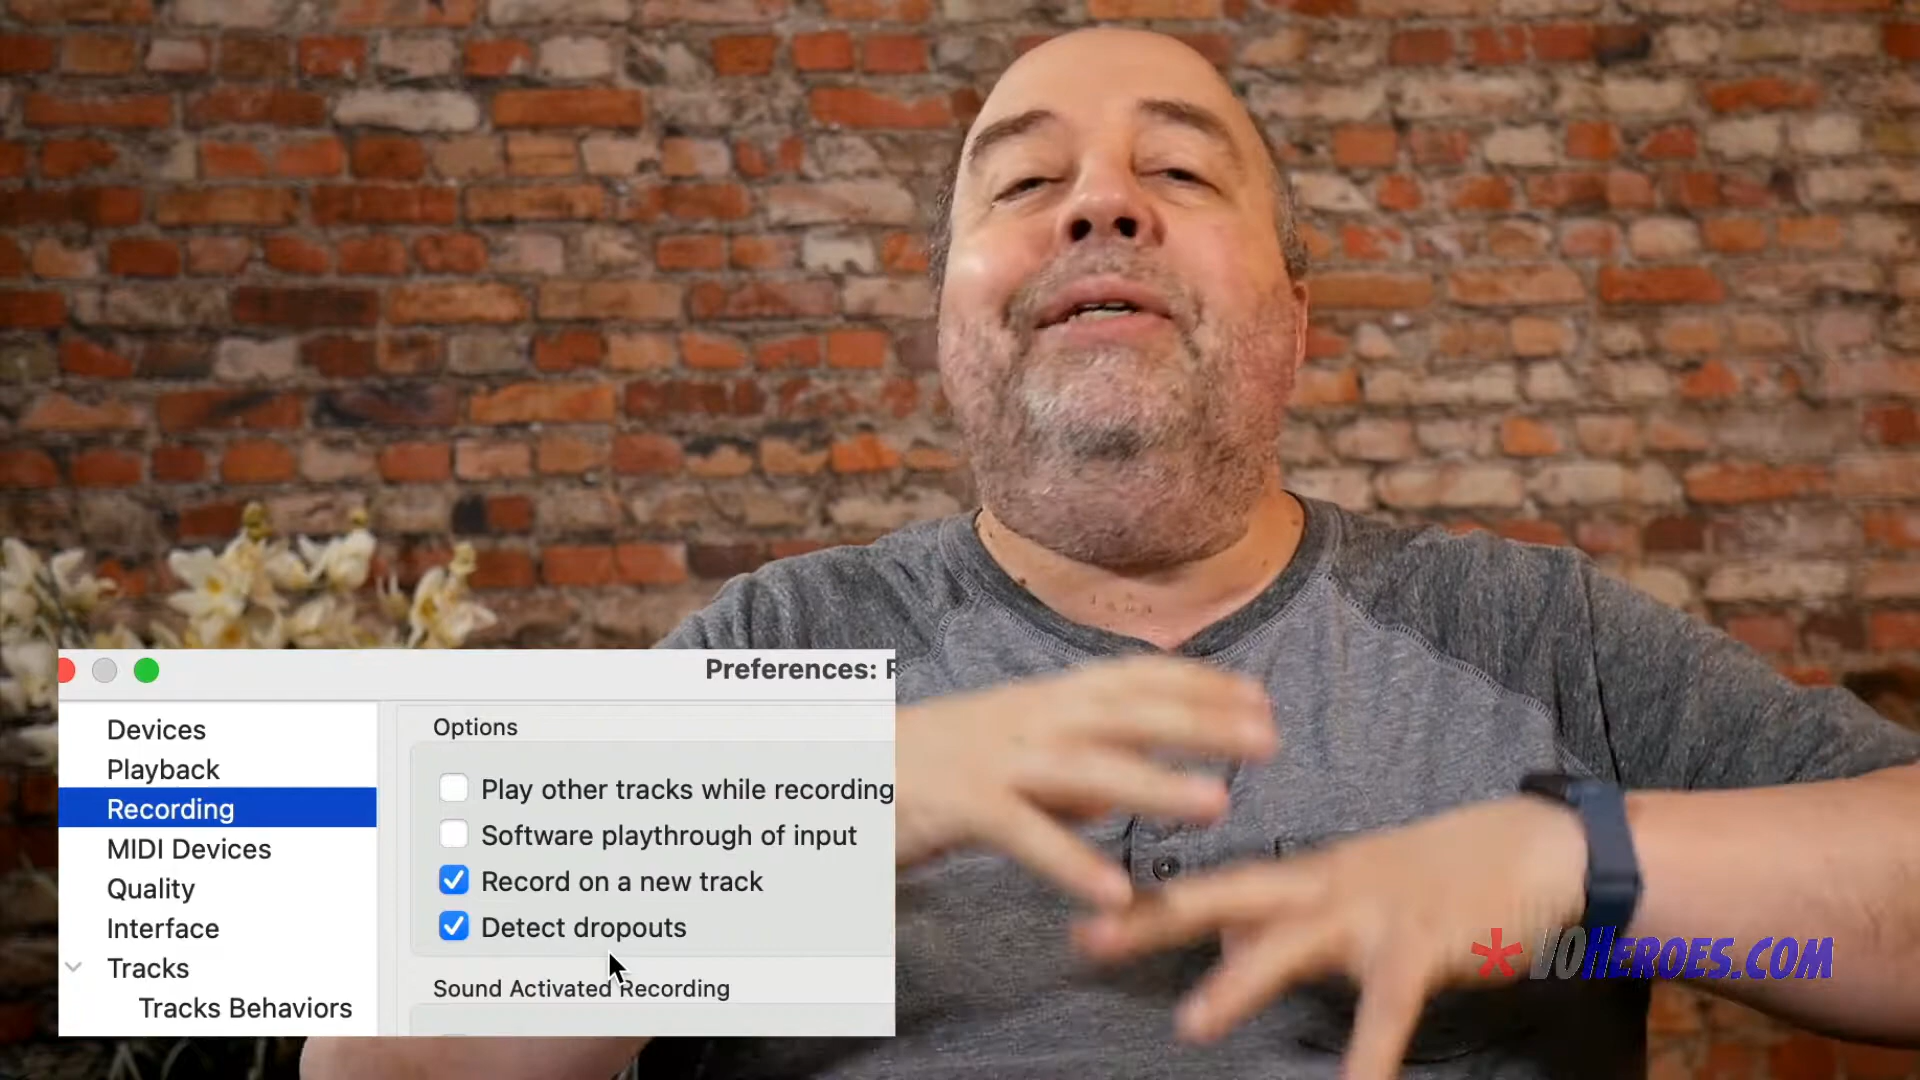 Preferences: R
Devices
Playback
Recording
MIDI Devices
Quality
Interface
Tracks
Tracks Behaviors
Options
Play other tracks while recording
Software playthrough of input
Record on a new track
Detect dropouts
Sound Activated Recording
*VOHEROES.COM